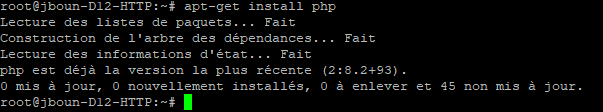 root@jboun-D12-HTTP:~# apt-get install php
Lecture des listes de paquets... Fait
Construction de l'arbre des dépendances... Fait
Lecture des informations d'état... Fait
php est déjà la version la plus récente (2:8.2+93).
0 mis à jour, 0 nouvellement installés, 0 à enlever et 45 non mis à jour.
root@jboun-D12-HTTP:~#